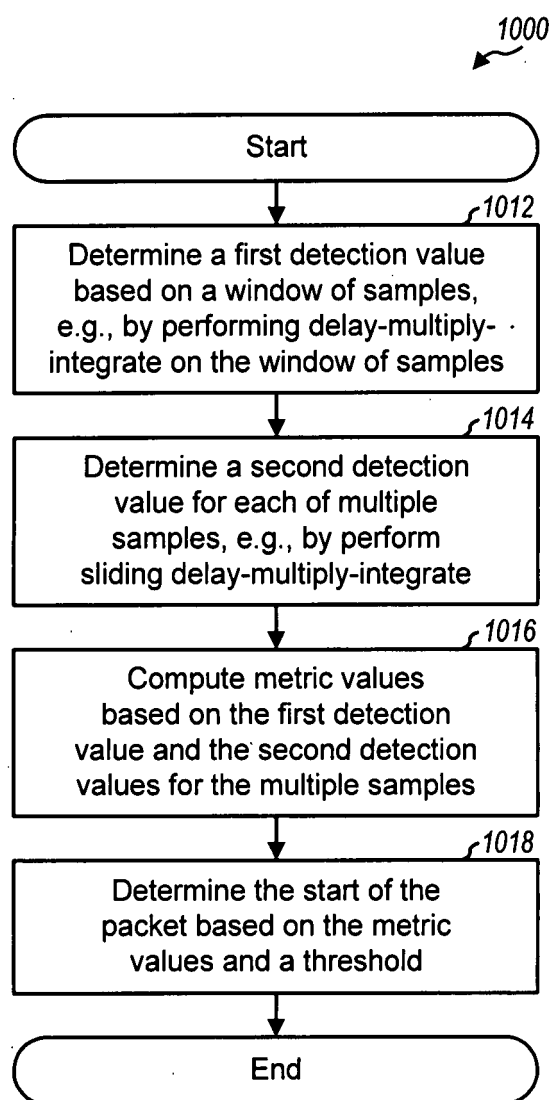 1000
Start
1012
Determine a first detection value
based on a window of samples,
e.g., by performing delay-multiply-
integrate on the window of samples
1014
Determine a second detection
value for each of multiple
samples, e.g., by perform
sliding delay-multiply-integrate
1016
Compute metric values
based on the first detection
value and the second detection
values for the multiple samples
1018
Determine the start of the
packet based on the metric
values and a threshold
End